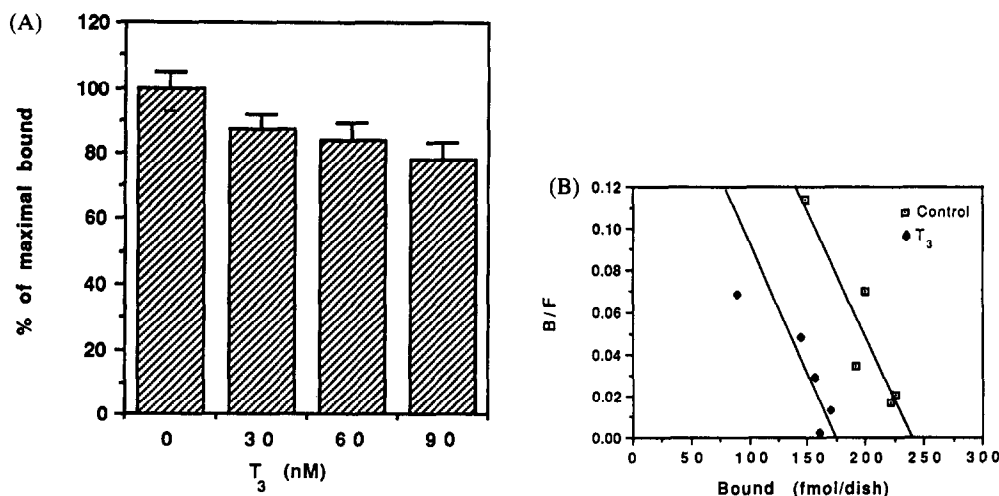 (A)
120
100
80
60
40
20
0
% of maximal bound
0 30 60 90
T3 (nM)
(B)
0.12
0.10
0.08
0.06
0.04
0.02
0.00
B/F
Control
T3
0 50 100 150 200 250 300
Bound (fmol/dish)